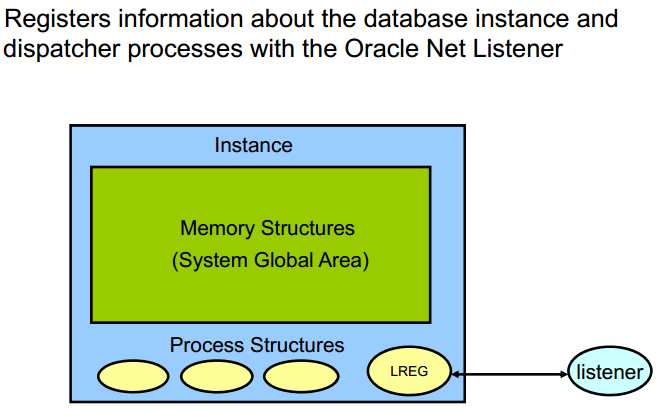 Registers information about the database instance and
dispatcher processes with the Oracle Net Listener
Instance
Memory Structures
(System Global Area)
Process Structures
LREG
listener